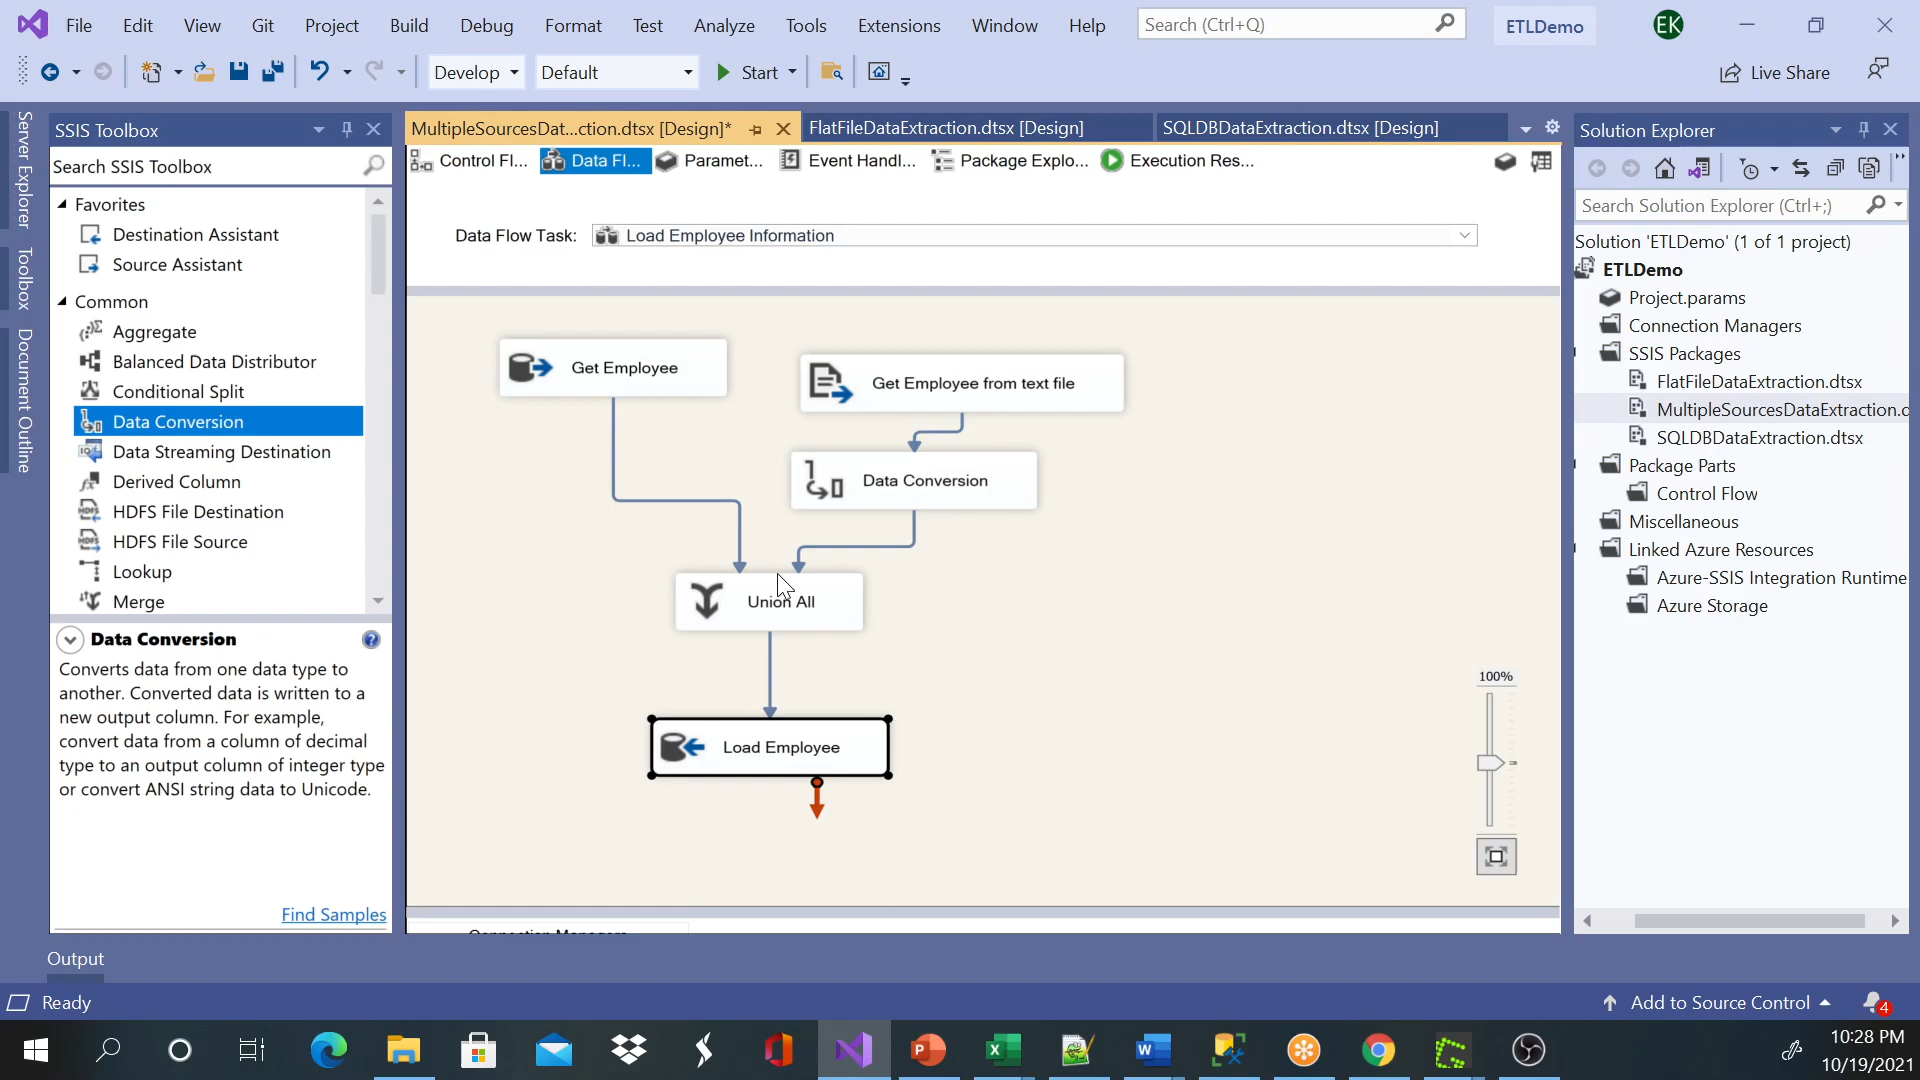 File Edit View Git Project Build Debug Format Test Analyze Tools Extensions Window Help Search (Ctrl+Q) ETLDemo EK
Develop Default Start Live Share
Server Explorer
Toolbox
Document Outline
SSIS Toolbox
Search SSIS Toolbox
Favorites
Destination Assistant
Source Assistant
Common
Aggregate
Balanced Data Distributor
Conditional Split
Data Conversion
Data Streaming Destination
Derived Column
HDFS File Destination
HDFS File Source
Lookup
Merge
Data Conversion
Converts data from one data type to
another. Converted data is written to a
new output column. For example,
convert data from a column of decimal
type to an output column of integer type
or convert ANSI string data to Unicode.
Find Samples
MultipleSourcesDat...ction.dtsx [Design]* FlatFileDataExtraction.dtsx [Design] SQLDBDataExtraction.dtsx [Design]
Control Fl... Data Fl... Paramet... Event Handl... Package Explo... Execution Res...
Data Flow Task: Load Employee Information
Get Employee
Get Employee from text file
Data Conversion
Union All
Load Employee
100%
Solution Explorer
Search Solution Explorer (Ctrl+;)
Solution 'ETLDemo' (1 of 1 project)
ETLDemo
Project.params
Connection Managers
SSIS Packages
FlatFileDataExtraction.dtsx
MultipleSourcesDataExtraction.d
SQLDBDataExtraction.dtsx
Package Parts
Control Flow
Miscellaneous
Linked Azure Resources
Azure-SSIS Integration Runtime
Azure Storage
Output
Ready Add to Source Control 4
10:28 PM
10/19/2021